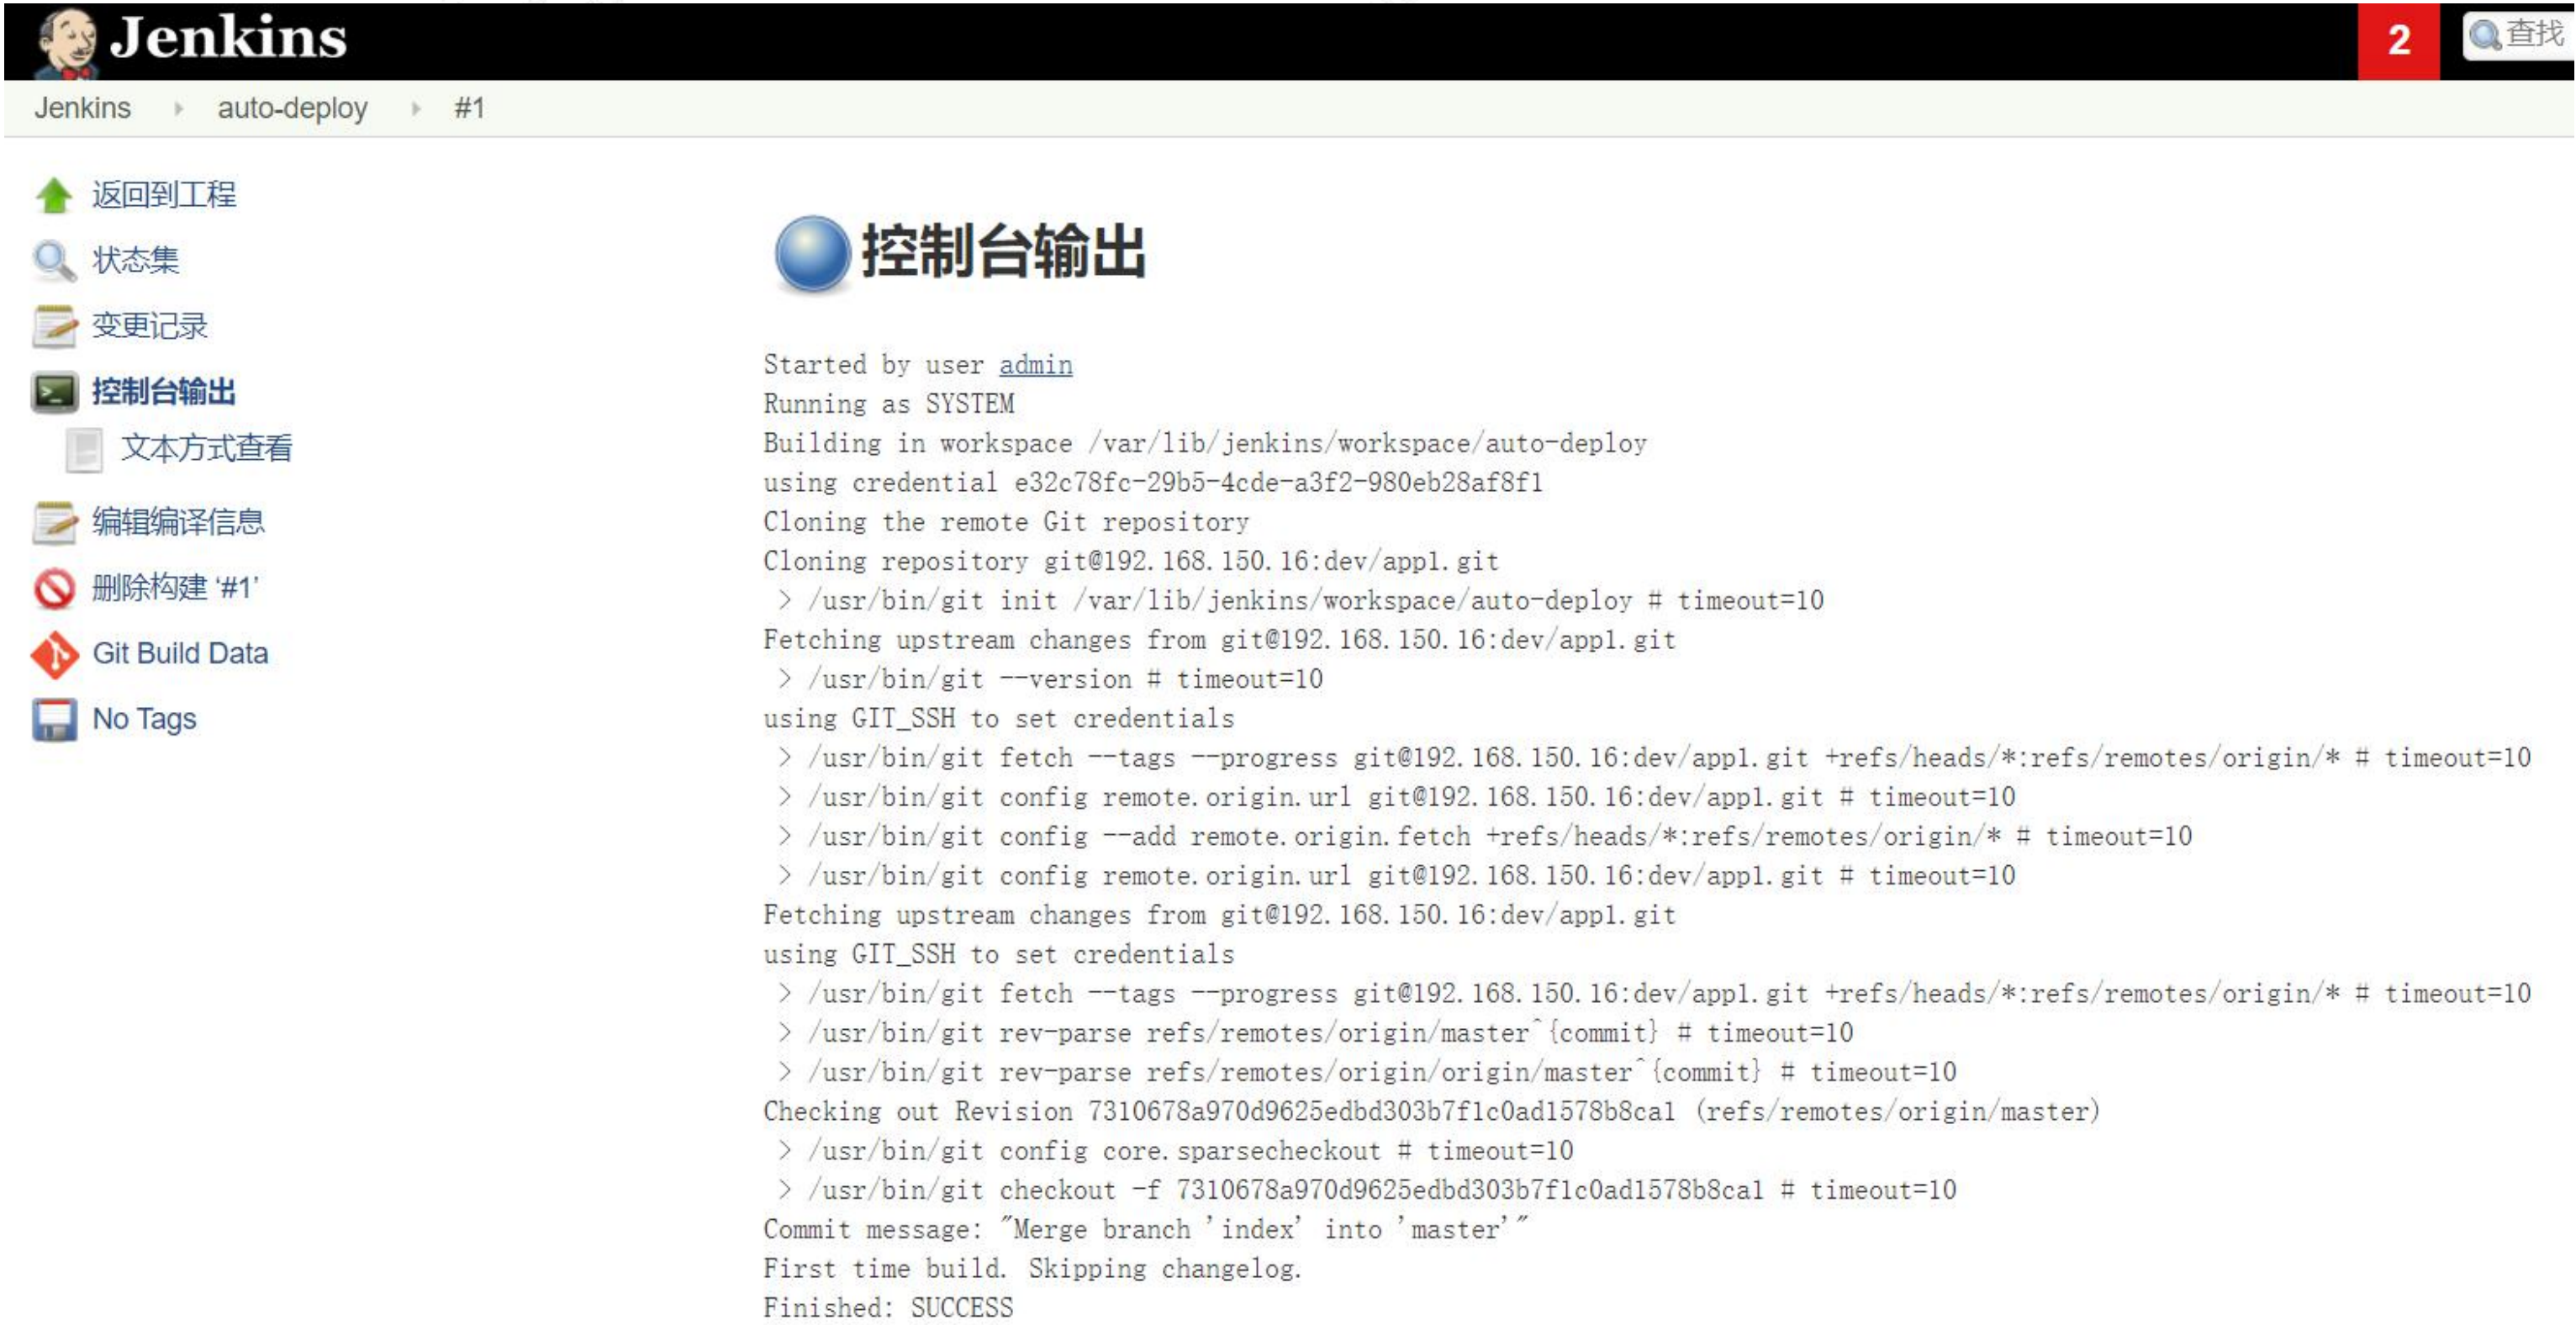 Jenkins
2
查找
Jenkins auto-deploy #1
返回到工程
状态集
变更记录
控制台输出
文本方式查看
编辑编译信息
删除构建 '#1'
Git Build Data
No Tags
控制台输出
Started by user admin
Running as SYSTEM
Building in workspace /var/lib/jenkins/workspace/auto-deploy
using credential e32c78fc-29b5-4cde-a3f2-980eb28af8f1
Cloning the remote Git repository
Cloning repository git@192.168.150.16:dev/app1.git
> /usr/bin/git init /var/lib/jenkins/workspace/auto-deploy # timeout=10
Fetching upstream changes from git@192.168.150.16:dev/app1.git
> /usr/bin/git --version # timeout=10
using GIT_SSH to set credentials
> /usr/bin/git fetch --tags --progress git@192.168.150.16:dev/app1.git +refs/heads/*:refs/remotes/origin/* # timeout=10
> /usr/bin/git config remote.origin.url git@192.168.150.16:dev/app1.git # timeout=10
> /usr/bin/git config --add remote.origin.fetch +refs/heads/*:refs/remotes/origin/* # timeout=10
> /usr/bin/git config remote.origin.url git@192.168.150.16:dev/app1.git # timeout=10
Fetching upstream changes from git@192.168.150.16:dev/app1.git
using GIT_SSH to set credentials
> /usr/bin/git fetch --tags --progress git@192.168.150.16:dev/app1.git +refs/heads/*:refs/remotes/origin/* # timeout=10
> /usr/bin/git rev-parse refs/remotes/origin/master^{commit} # timeout=10
> /usr/bin/git rev-parse refs/remotes/origin/origin/master^{commit} # timeout=10
Checking out Revision 7310678a970d9625edbd303b7f1c0ad1578b8ca1 (refs/remotes/origin/master)
> /usr/bin/git config core.sparsecheckout # timeout=10
> /usr/bin/git checkout -f 7310678a970d9625edbd303b7f1c0ad1578b8ca1 # timeout=10
Commit message: "Merge branch 'index' into 'master'"
First time build. Skipping changelog.
Finished: SUCCESS